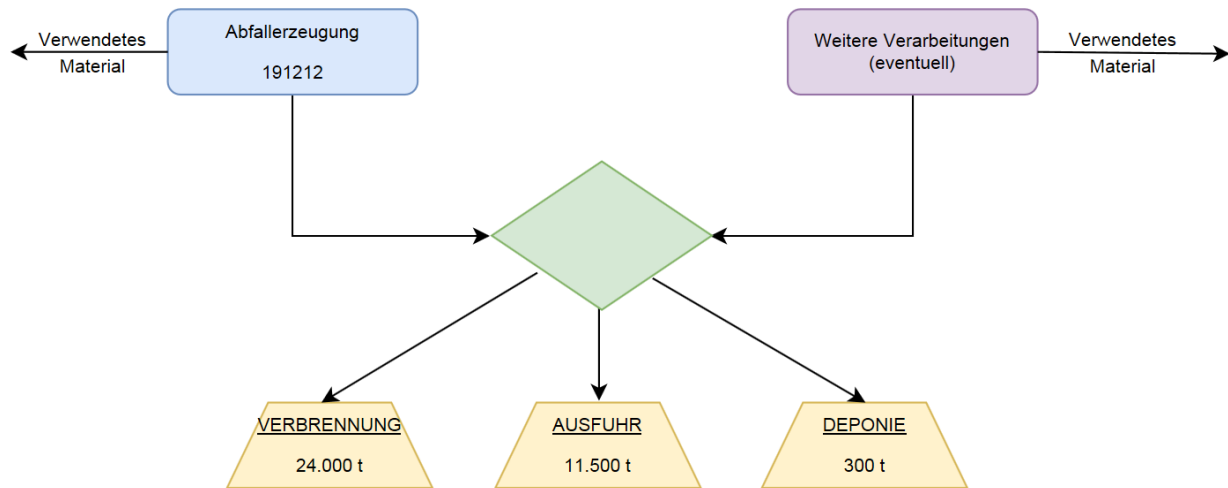 Verwendetes
Material
Abfallerzeugung
191212
Weitere Verarbeitungen
(eventuell)
Verwendetes
Material
VERBRENNUNG
24.000 t
AUSFUHR
11.500 t
DEPONIE
300 t